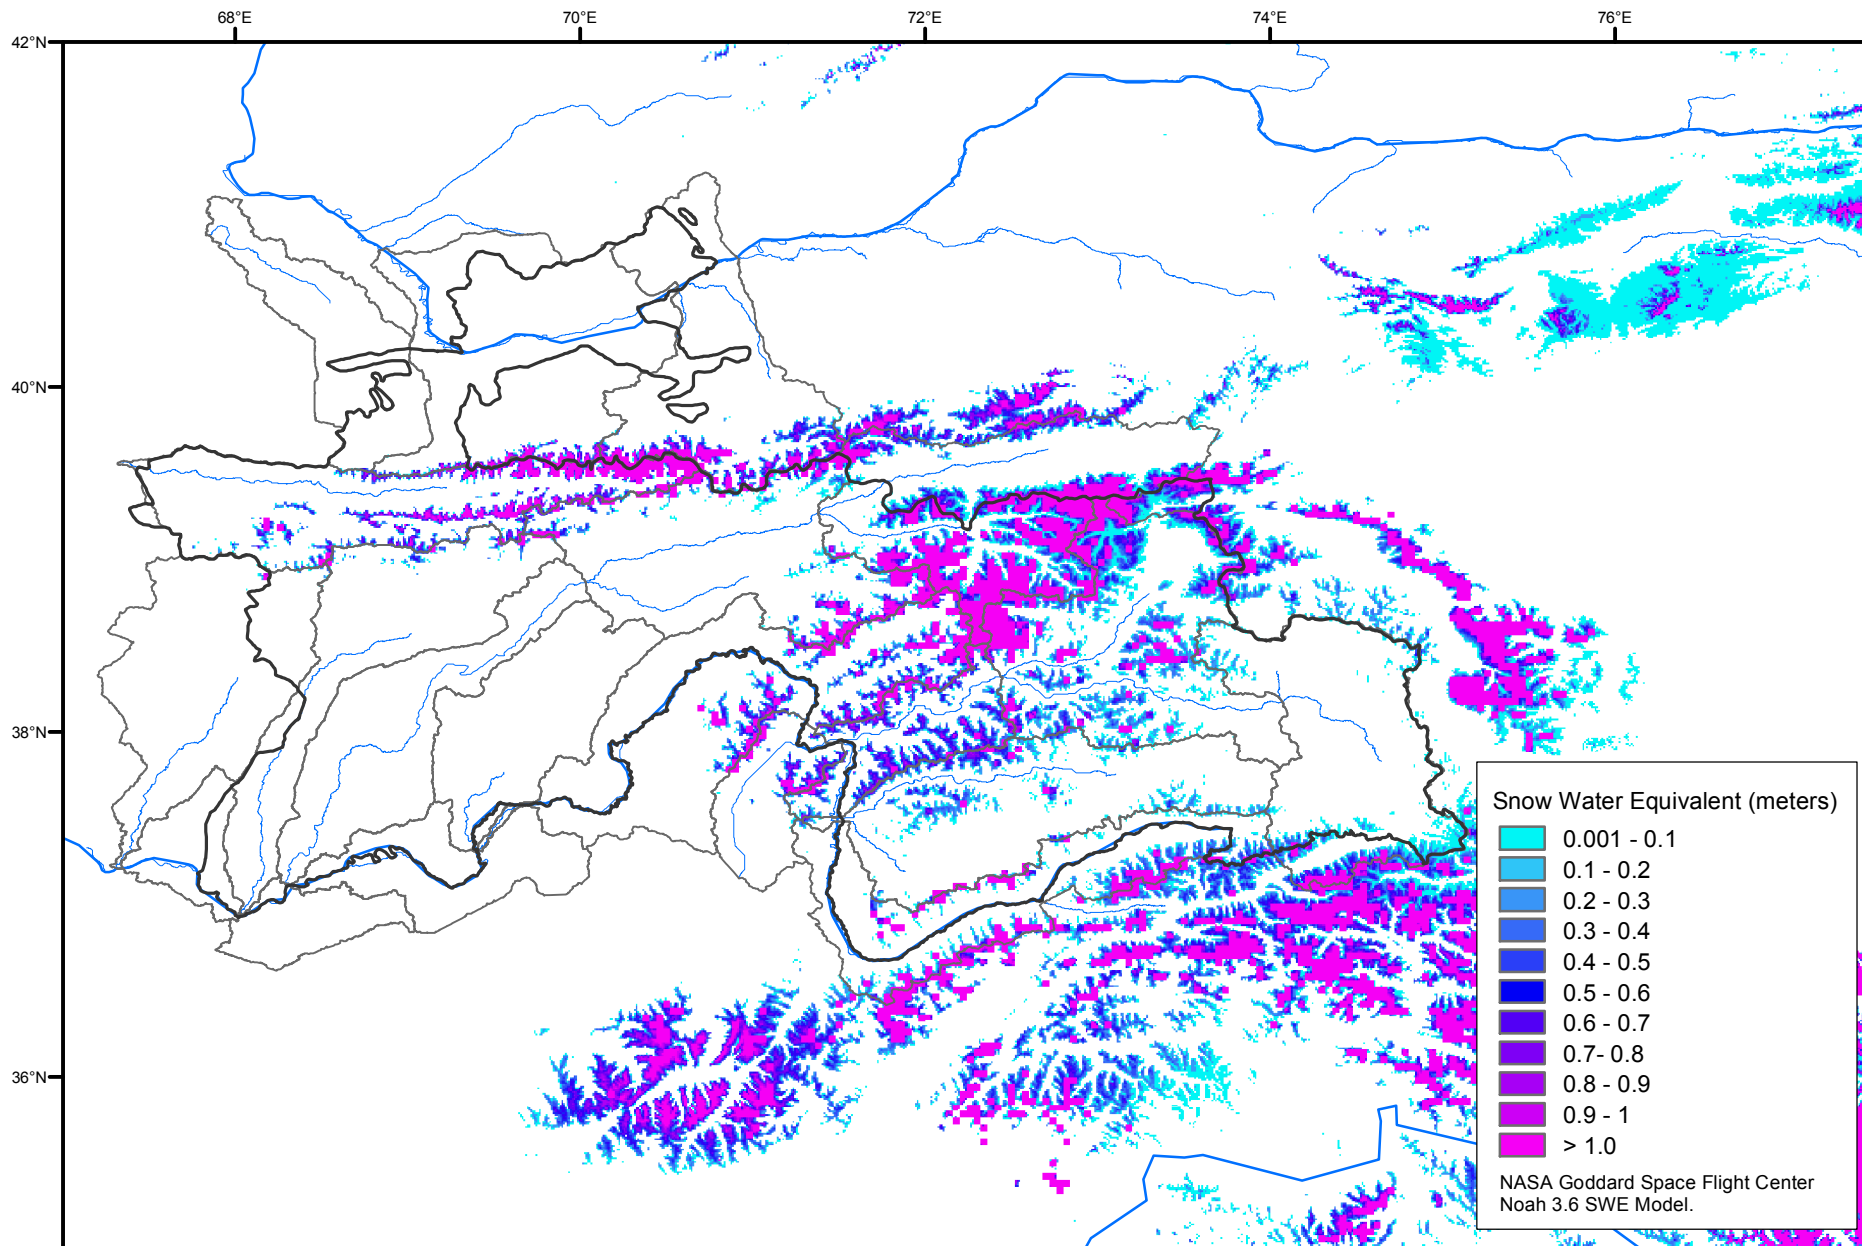 68°E 70°E 72°E 74°E 76°E
42°N
40°N
38°N
36°N
Snow Water Equivalent (meters)
0.001 - 0.1
0.1 - 0.2
0.2 - 0.3
0.3 - 0.4
0.4 - 0.5
0.5 - 0.6
0.6 - 0.7
0.7- 0.8
0.8 - 0.9
0.9 - 1
> 1.0
NASA Goddard Space Flight Center
Noah 3.6 SWE Model.